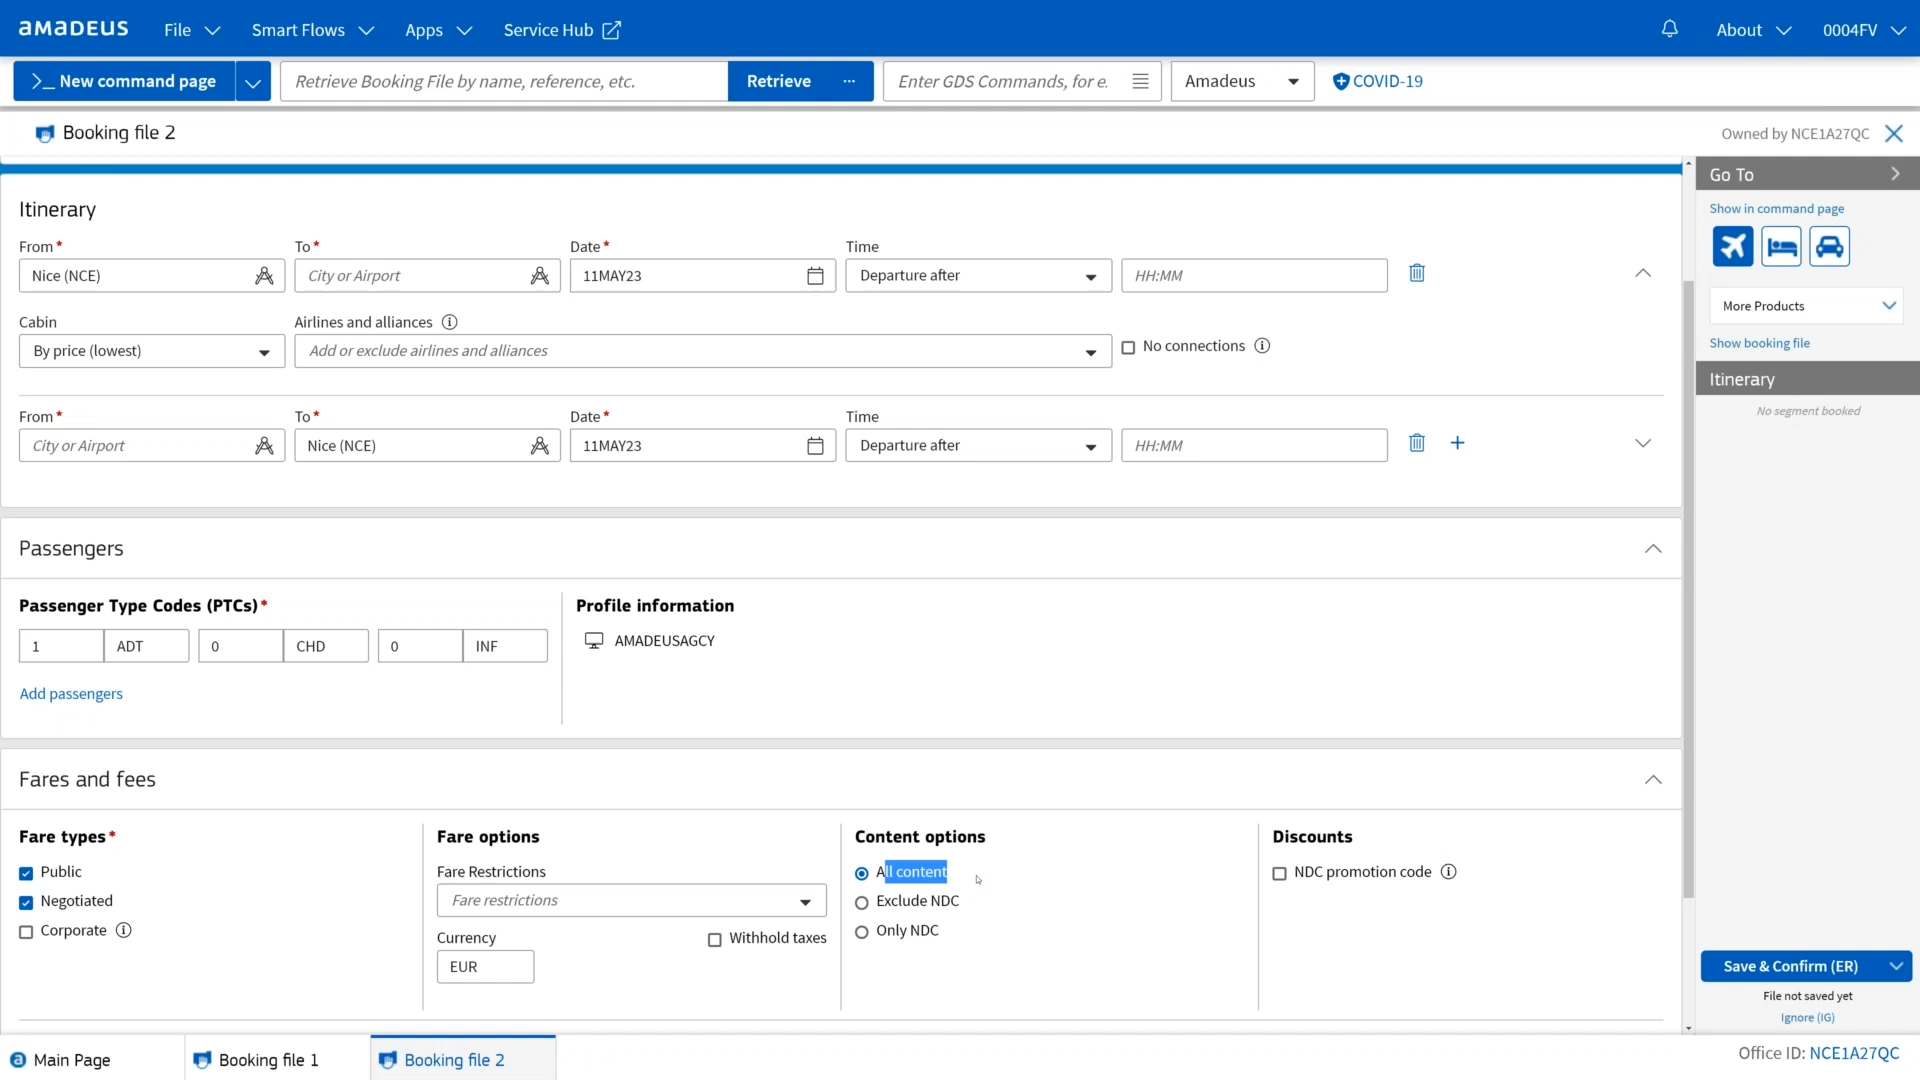 aMaDEUS File Smart Flows Apps Service Hub About 0004FV
>_ New command page Retrieve Booking File by name, reference, etc. Retrieve ... Enter GDS Commands, for e. Amadeus COVID-19
Booking file 2 Owned by NCE1A27QC
Go To
Show in command page
More Products
Show booking file
Itinerary
No segment booked
Itinerary
From* To* Date* Time
Nice (NCE) City or Airport 11MAY23 Departure after HH:MM
Cabin Airlines and alliances
By price (lowest) Add or exclude airlines and alliances No connections
From* To* Date* Time
City or Airport Nice (NCE) 11MAY23 Departure after HH:MM
Passengers
Passenger Type Codes (PTCs)* Profile information
1 ADT 0 CHD 0 INF AMADEUSAGCY
Add passengers
Fares and fees
Fare types* Fare options Content options Discounts
Public Fare Restrictions All content NDC promotion code
Negotiated Fare restrictions Exclude NDC
Corporate Currency Withhold taxes Only NDC
EUR
Save & Confirm (ER)
File not saved yet
Ignore (IG)
Main Page Booking file 1 Booking file 2 Office ID: NCE1A27QC